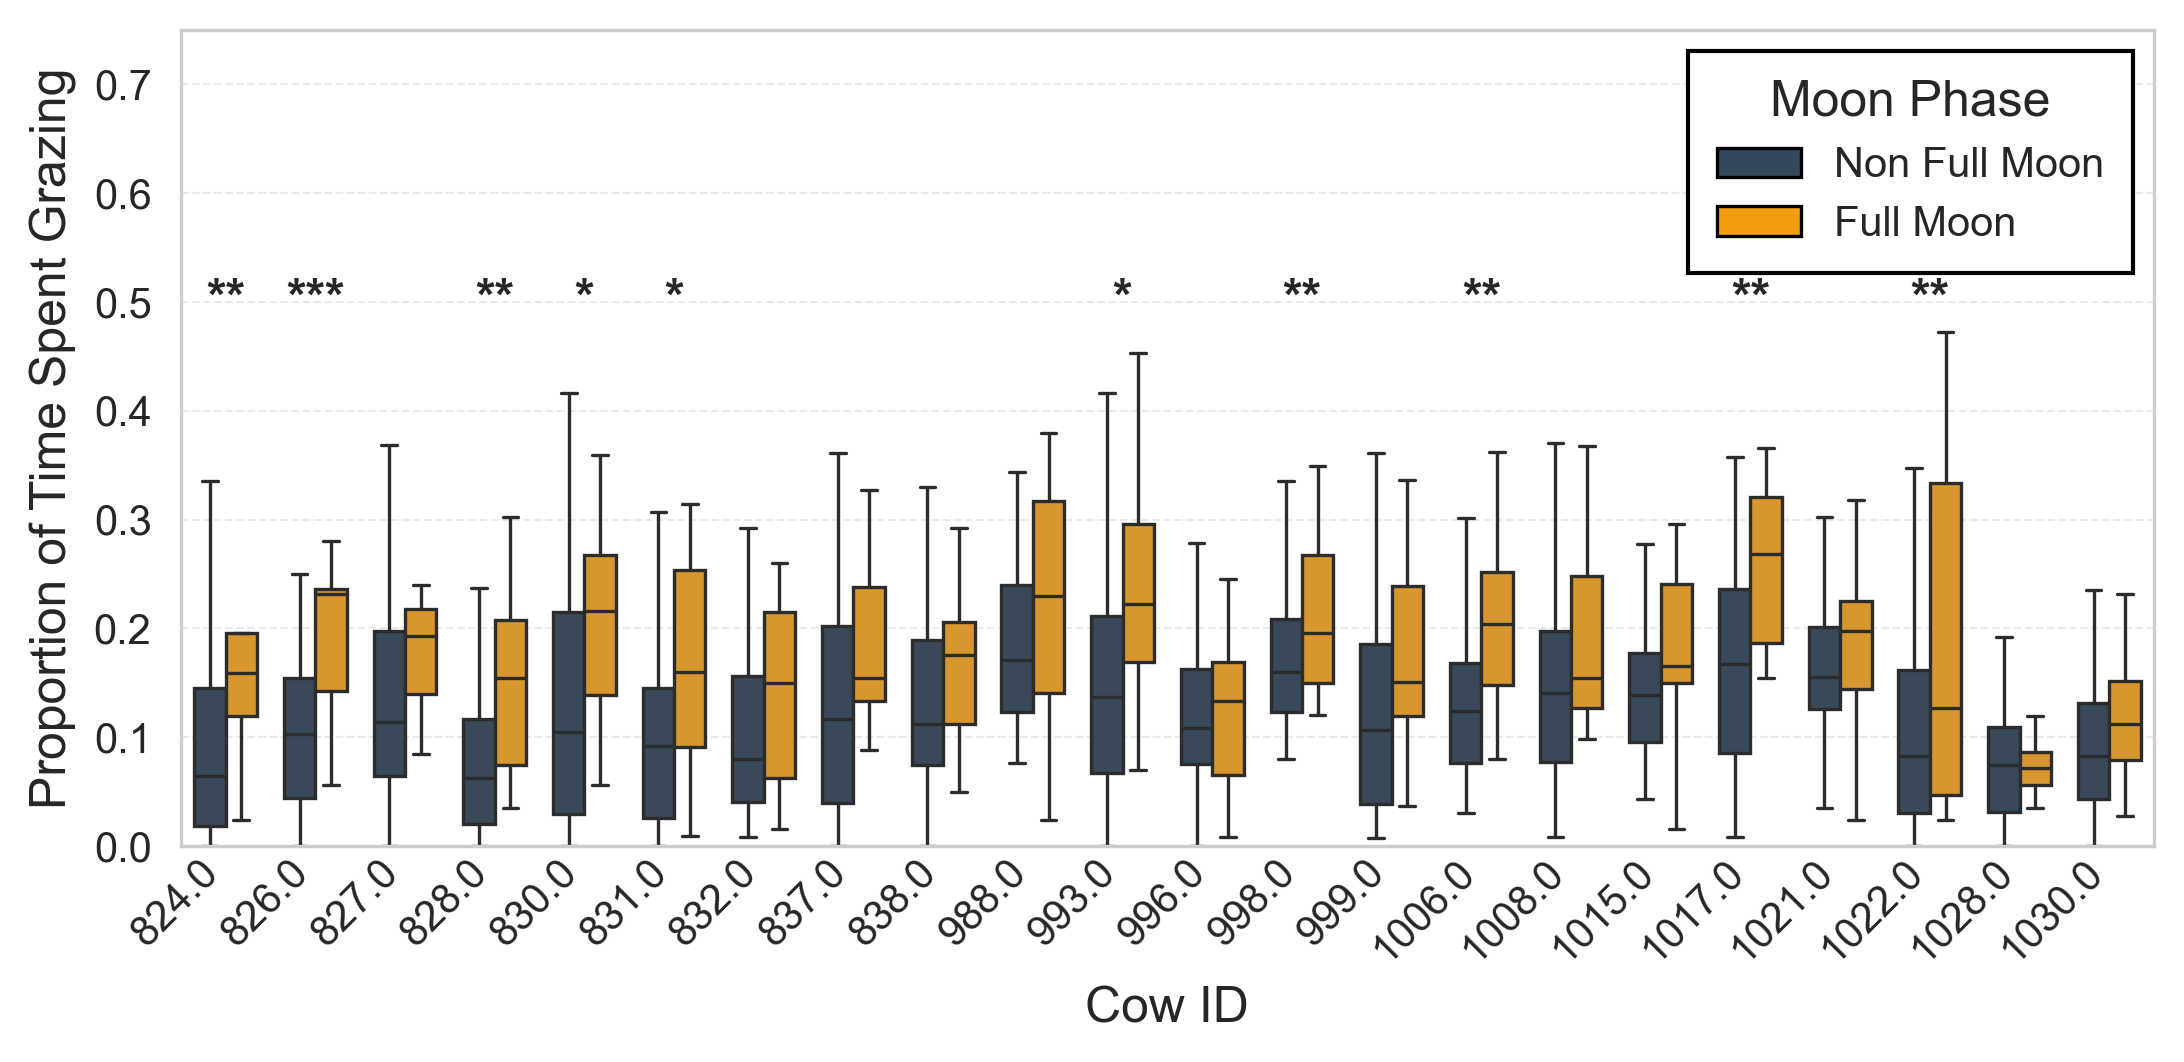 Proportion of Time Spent Grazing
0.7
0.6
0.5
0.4
0.3
0.2
0.1
0.0
Moon Phase
Non Full Moon
Full Moon
** *** ** * * * ** ** ** **
824.0 826.0 827.0 828.0 830.0 831.0 832.0 837.0 838.0 988.0 993.0 996.0 998.0 999.0 1006.0 1008.0 1015.0 1017.0 1021.0 1022.0 1028.0 1030.0
Cow ID